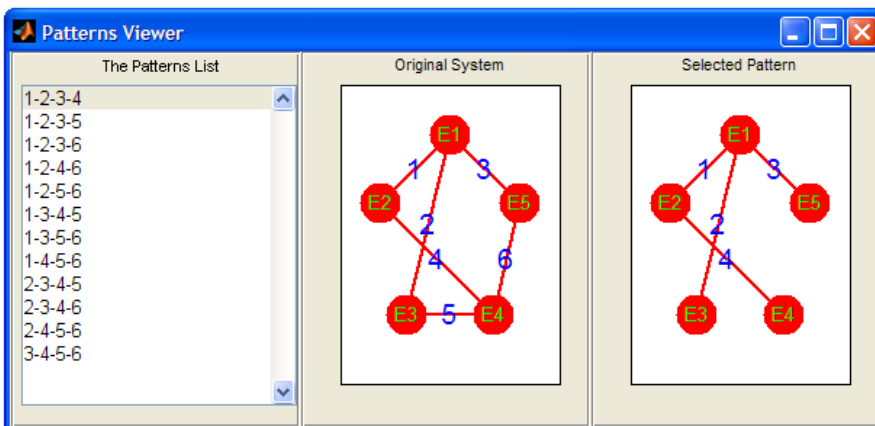 Patterns Viewer
The Patterns List
1-2-3-4
1-2-3-5
1-2-3-6
1-2-4-6
1-2-5-6
1-3-4-5
1-3-5-6
1-4-5-6
2-3-4-5
2-3-4-6
2-4-5-6
3-4-5-6
Original System
E1
1
3
E2
E5
2
4
6
E3
5
E4
Selected Pattern
E1
1
3
E2
E5
2
4
E3
E4